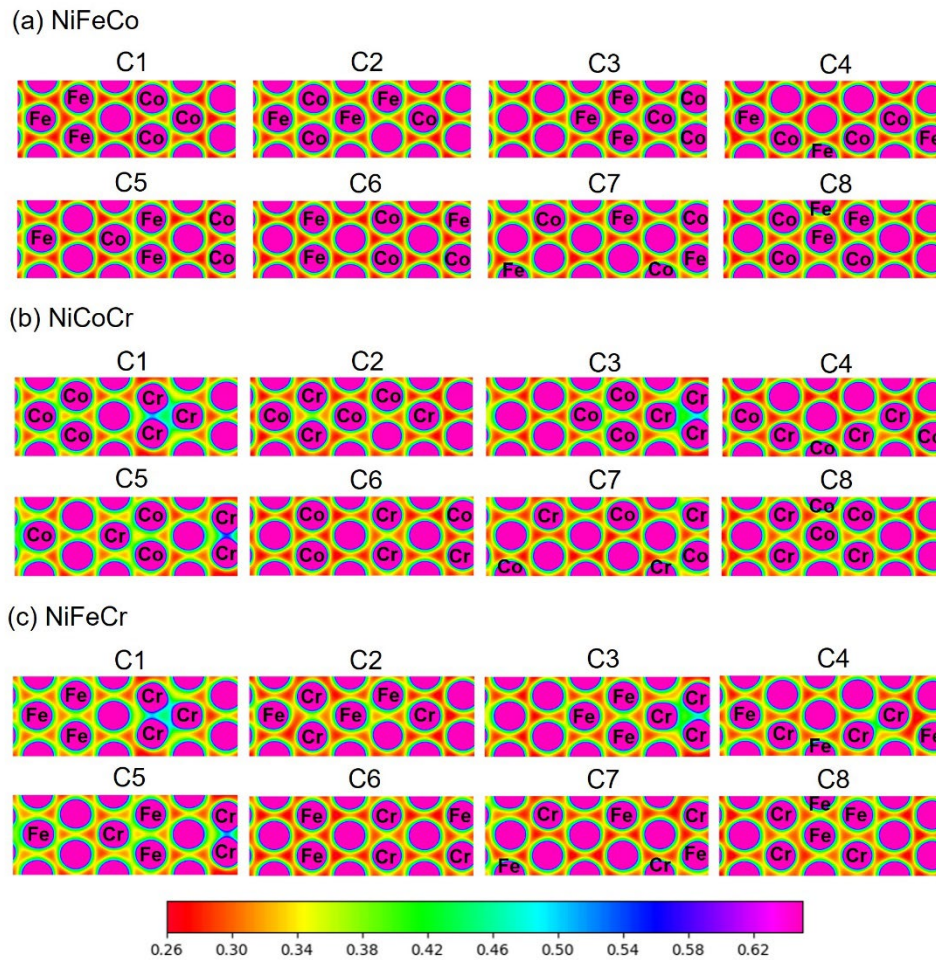 (a) NiFeCo
C1 C2 C3 C4
Fe Co Co Fe Fe Co
Fe Co Fe Fe Co Co Fe Co
Fe Co Co Fe Co Co Co Fe
Fe
C5 C6 C7 C8
Fe
Fe Co Fe Co Fe Co Fe Co Fe
Fe Co Fe
Fe Co Fe Co Fe Co Co
Fe Co
(b) NiCoCr
C1 C2 C3 C4
Co Cr Cr Co Cr
Co Cr Co Co Cr Cr Co Cr
Co Cr Cr Co Cr Cr Cr Co
Co
C5 C6 C7 C8
Co
Co Cr Co Cr Co Cr Co Cr Co
Co Cr Co
Co Cr Co Cr Co Cr Cr
Co Cr
(c) NiFeCr
C1 C2 C3 C4
Fe Cr Cr Fe Fe Cr
Fe Cr Fe Fe Cr Cr Fe Cr
Fe Cr Cr Fe Cr Cr Cr Fe
Fe
C5 C6 C7 C8
Fe
Fe Cr Fe Cr Fe Cr Fe Cr Fe
Fe Cr Fe
Fe Cr Fe Cr Fe Cr Cr
Fe Cr
0.26 0.30 0.34 0.38 0.42 0.46 0.50 0.54 0.58 0.62